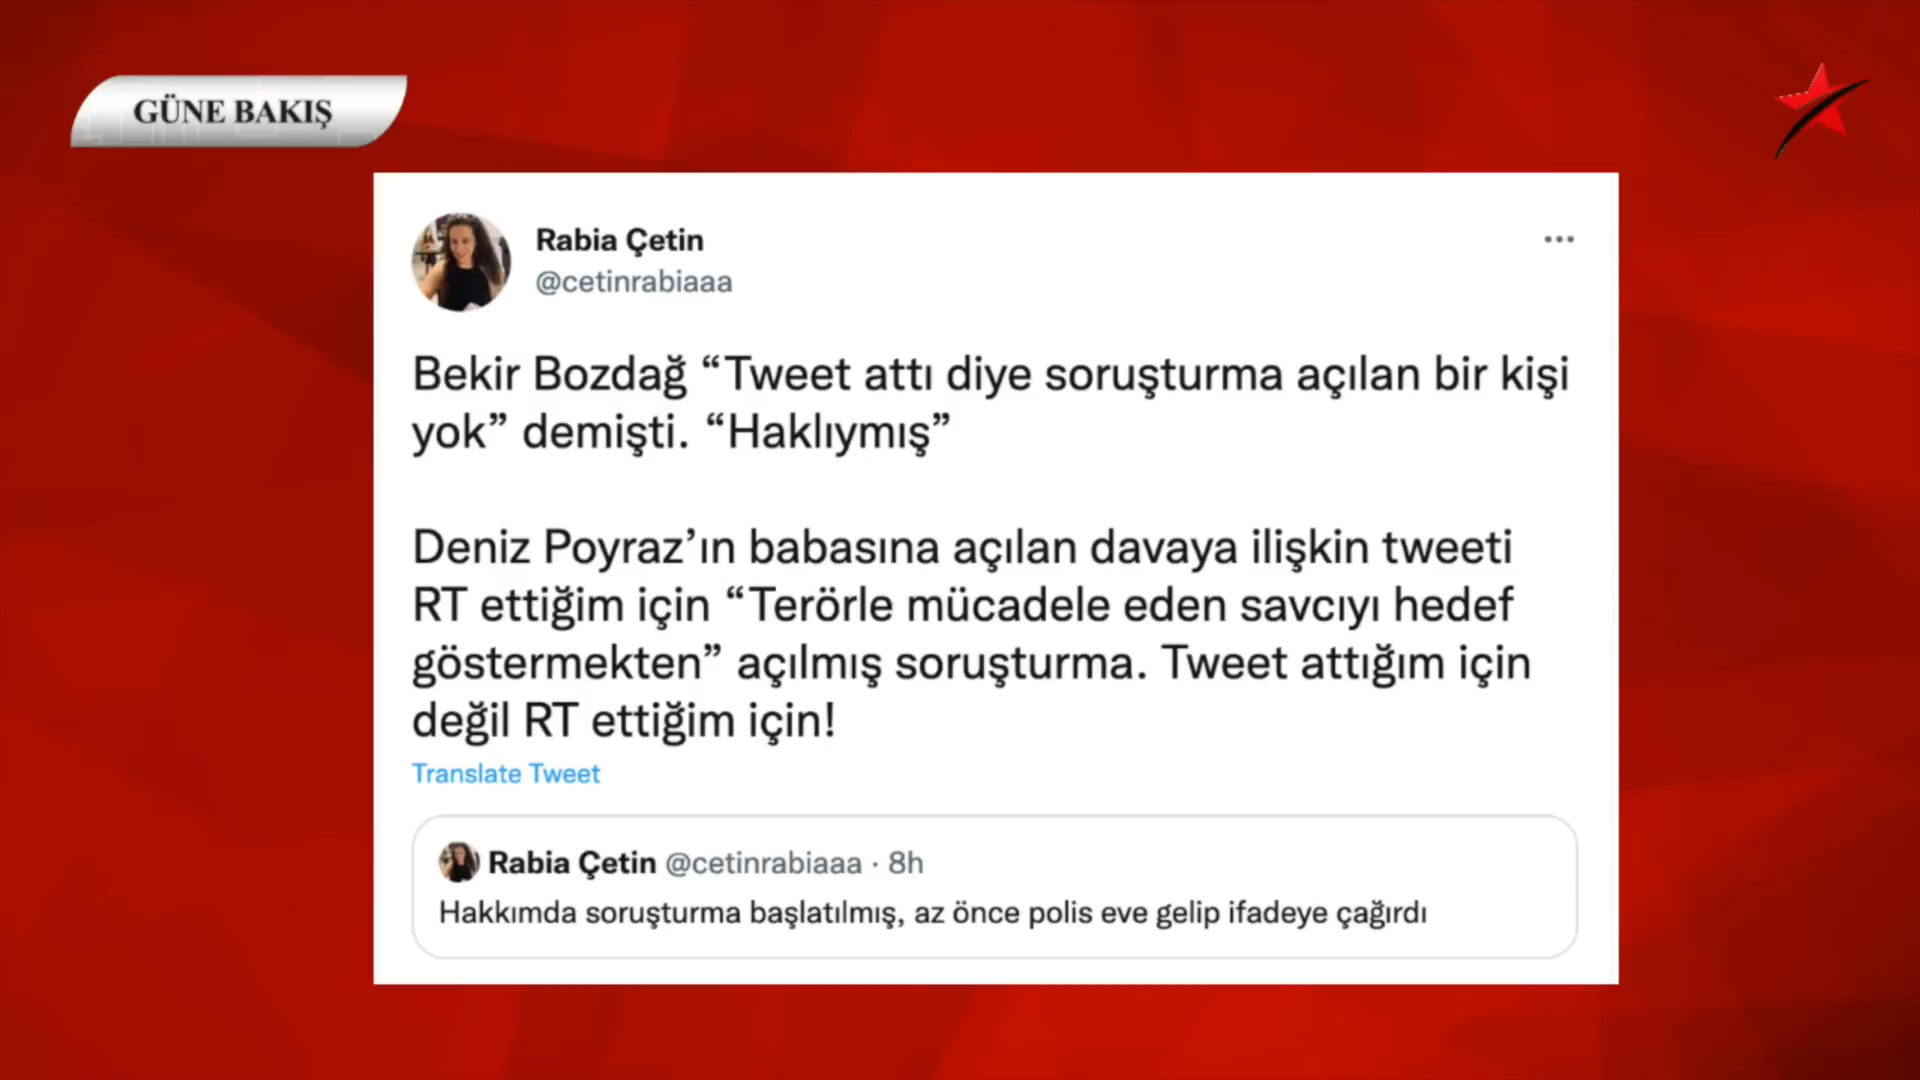 GÜNE BAKIŞ
Rabia Çetin
@cetinrabiaaa
Bekir Bozdağ “Tweet attı diye soruşturma açılan bir kişi
yok” demişti. “Haklıymış”
Deniz Poyraz’ın babasına açılan davaya ilişkin tweeti
RT ettiğim için “Terörle mücadele eden savcıyı hedef
göstermekten” açılmış soruşturma. Tweet attığım için
değil RT ettiğim için!
Translate Tweet
Rabia Çetin @cetinrabiaaa · 8h
Hakkımda soruşturma başlatılmış, az önce polis eve gelip ifadeye çağırdı